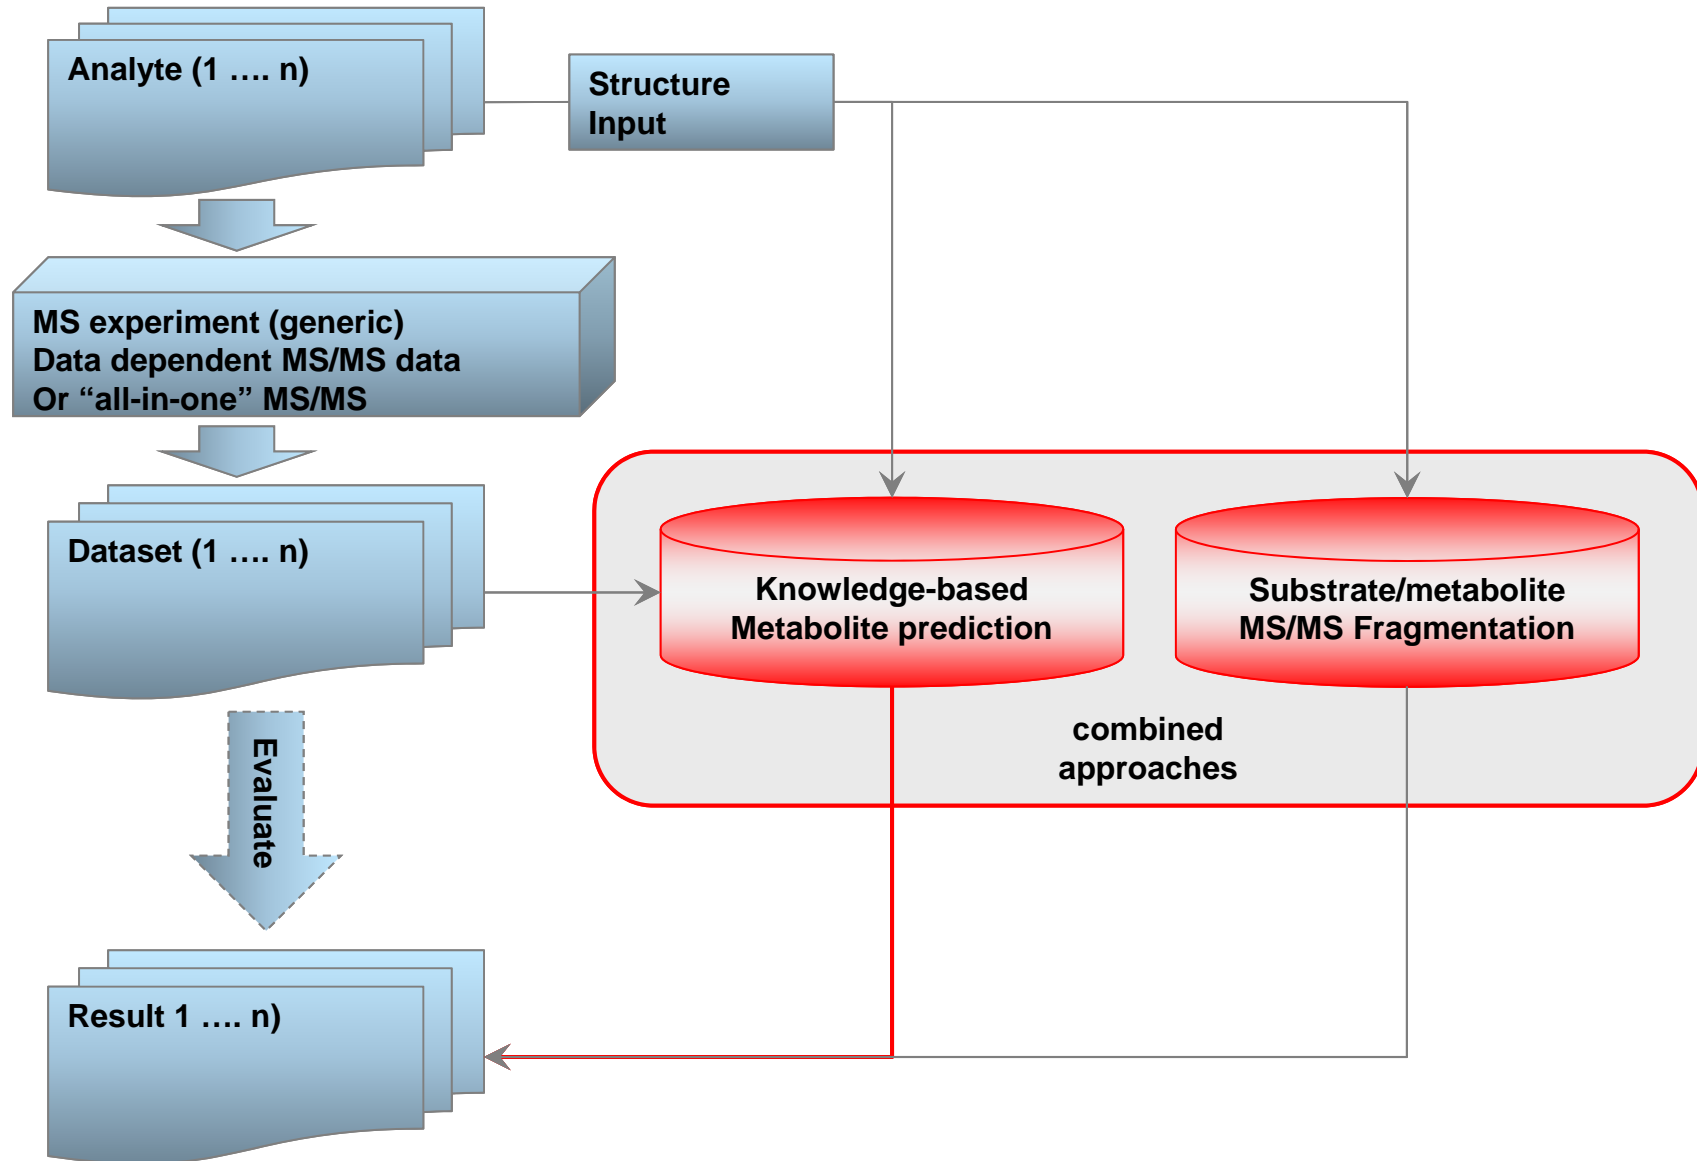 Analyte (1 …. n)
Structure
Input
MS experiment (generic)
Data dependent MS/MS data
Or “all-in-one” MS/MS
Dataset (1 …. n)
Knowledge-based
Metabolite prediction
Substrate/metabolite
MS/MS Fragmentation
combined
approaches
Evaluate
Result 1 …. n)